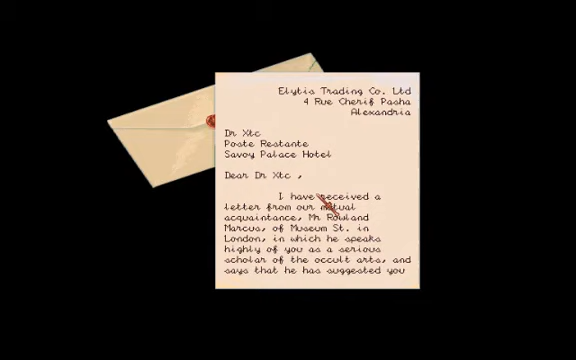 Elytis Trading Co. Ltd
4 Rue Cherif Pasha
Alexandria
Dr Xtc
Poste Restante
Savoy Palace Hotel
Dear Dr Xtc ,
I have received a
letter from our mutual
acquaintance, Mr Rowland
Marcus, of Museum St. in
London, in which he speaks
highly of you as a serious
scholar of the occult arts, and
says that he has suggested you